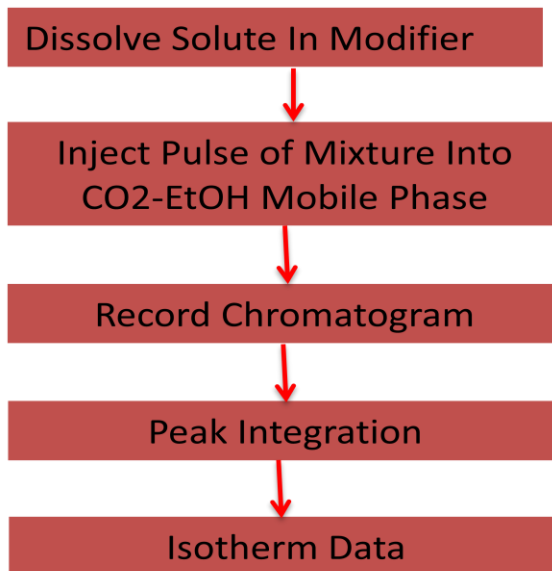 Dissolve Solute In Modifier
Inject Pulse of Mixture Into
CO2-EtOH Mobile Phase
Record Chromatogram
Peak Integration
Isotherm Data